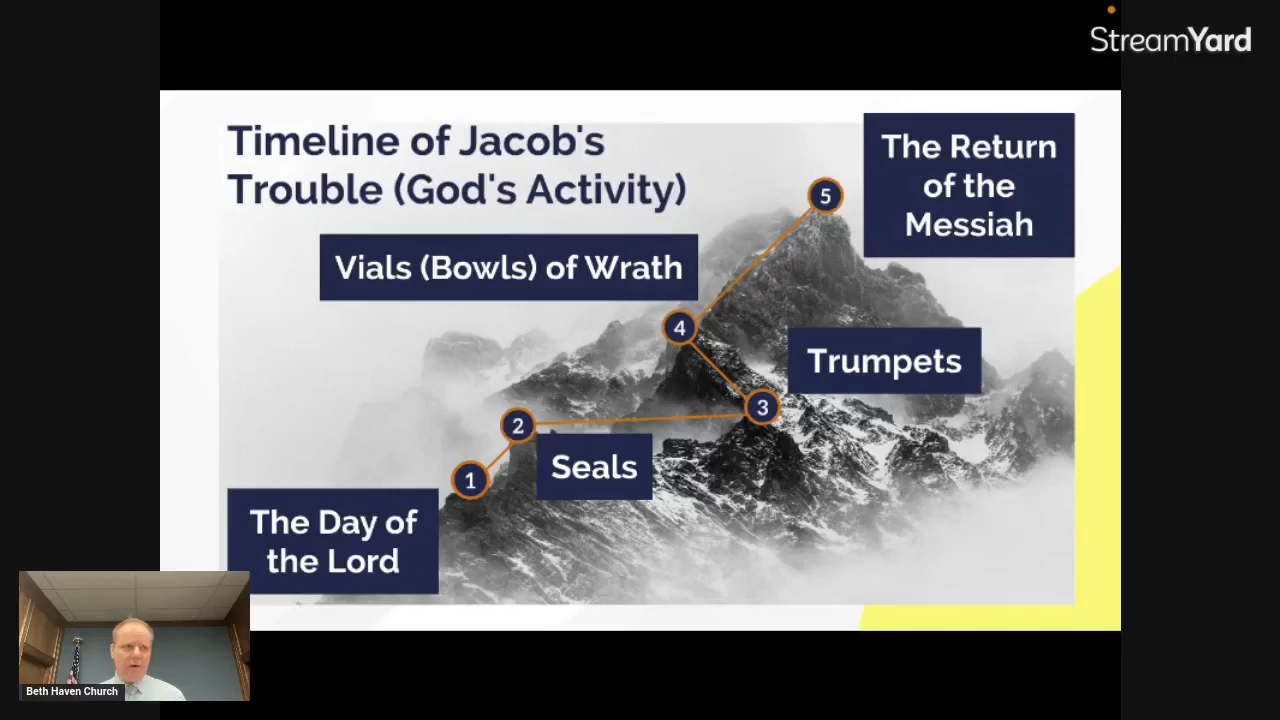 StreamYard
Timeline of Jacob's
Trouble (God's Activity)
The Return
of the
Messiah
5
Vials (Bowls) of Wrath
4
Trumpets
3
2
Seals
1
The Day of
the Lord
Beth Haven Church